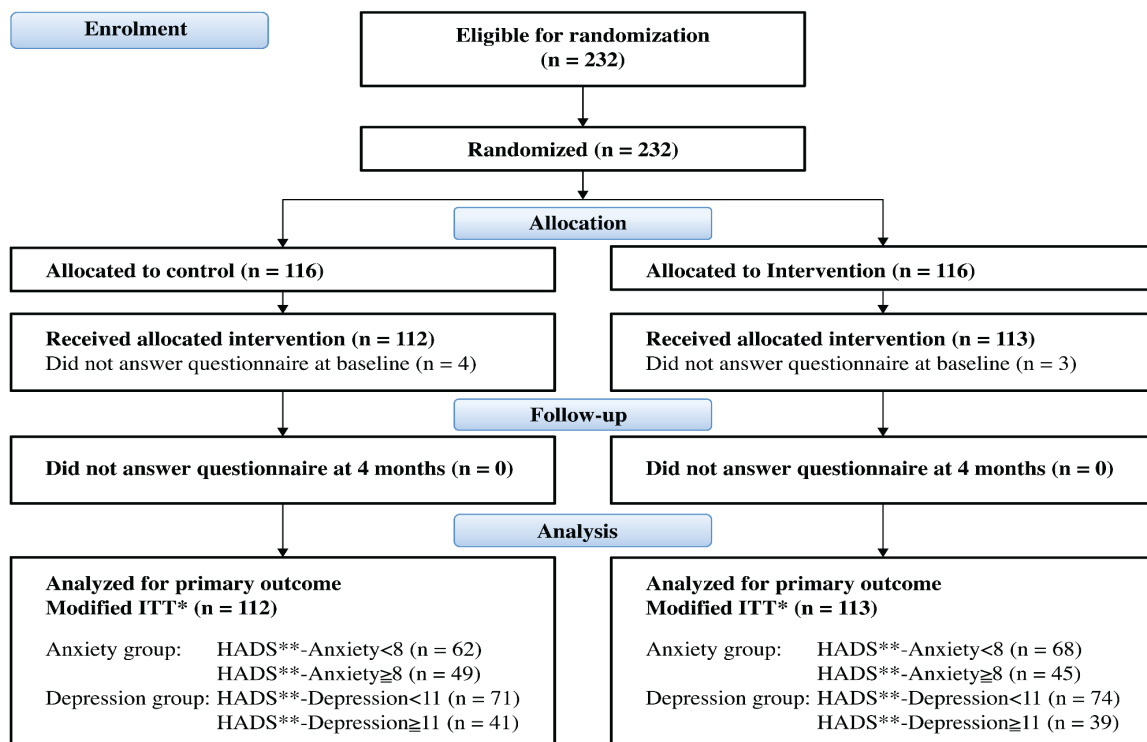 Enrolment
Eligible for randomization
(n = 232)
Randomized (n = 232)
Allocation
Allocated to control (n = 116)
Allocated to Intervention (n = 116)
Received allocated intervention (n = 112)
Did not answer questionnaire at baseline (n = 4)
Received allocated intervention (n = 113)
Did not answer questionnaire at baseline (n = 3)
Follow-up
Did not answer questionnaire at 4 months (n = 0)
Did not answer questionnaire at 4 months (n = 0)
Analysis
Analyzed for primary outcome
Modified ITT* (n = 112)
Anxiety group: HADS**-Anxiety<8 (n = 62)
HADS**-Anxiety≧8 (n = 49)
Depression group: HADS**-Depression<11 (n = 71)
HADS**-Depression≧11 (n = 41)
Analyzed for primary outcome
Modified ITT* (n = 113)
Anxiety group: HADS**-Anxiety<8 (n = 68)
HADS**-Anxiety≧8 (n = 45)
Depression group: HADS**-Depression<11 (n = 74)
HADS**-Depression≧11 (n = 39)